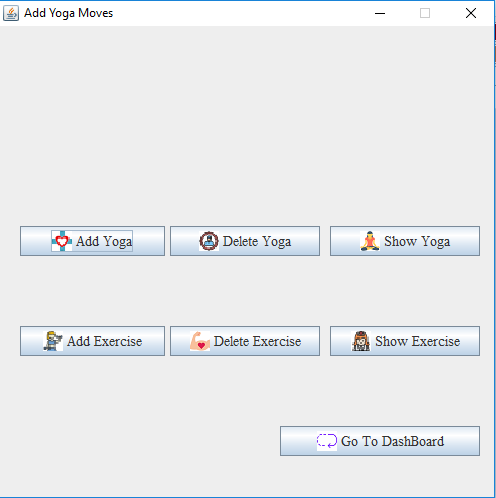 Add Yoga Moves
Add Yoga Delete Yoga Show Yoga
Add Exercise Delete Exercise Show Exercise
Go To DashBoard